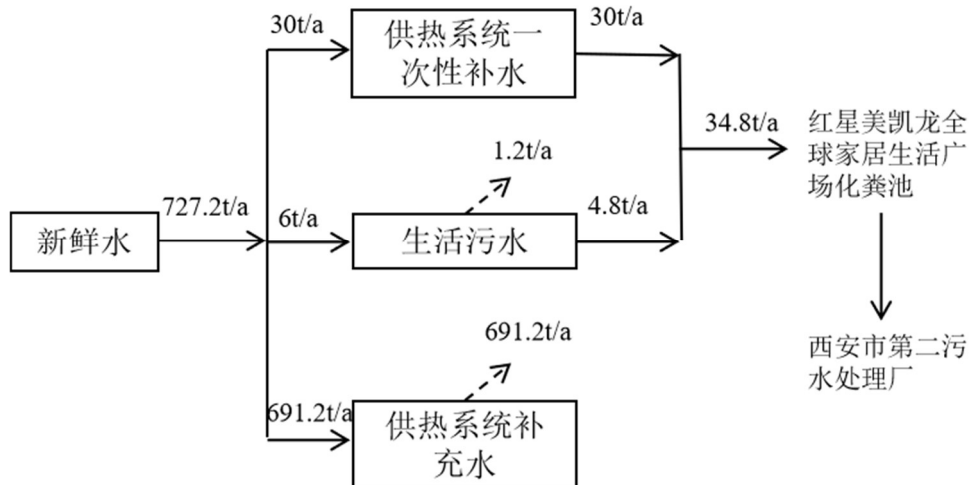 30t/a
供热系统一
次性补水
30t/a
34.8t/a
红星美凯龙全
球家居生活广
场化粪池
1.2t/a
新鲜水
727.2t/a
6t/a
生活污水
4.8t/a
691.2t/a
西安市第二污
水处理厂
691.2t/a
供热系统补
充水